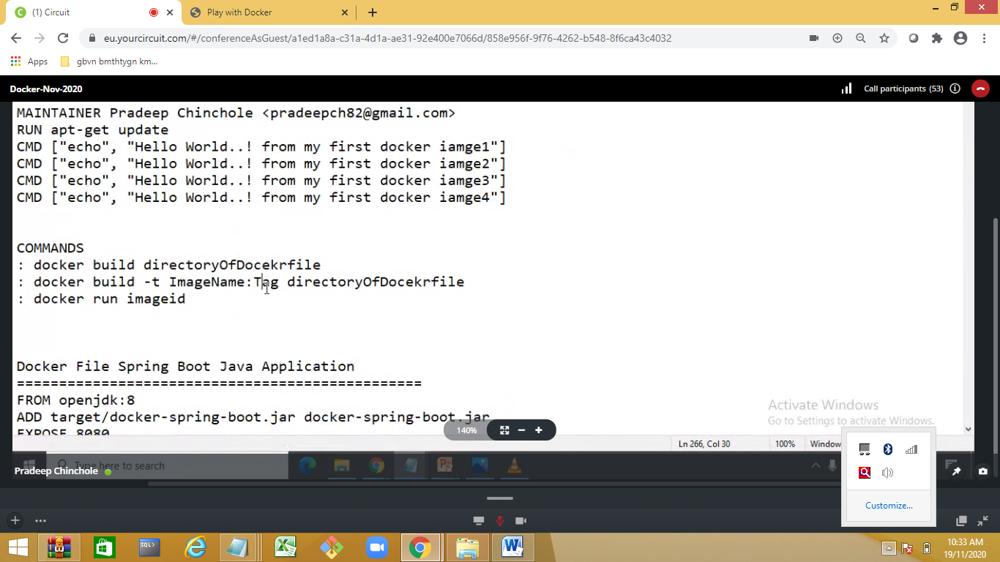 (1) Circuit
Play with Docker
eu.yourcircuit.com/#/conferenceAsGuest/a1ed1a8a-c31a-4d1a-ae31-92e400e7066d/858e956f-9f76-4262-b548-8f6ca43c4032
Apps
gbvn bmthtygn km...
Docker-Nov-2020
Call participants (53)
MAINTAINER Pradeep Chinchole <pradeepch82@gmail.com>
RUN apt-get update
CMD ["echo", "Hello World..! from my first docker iamge1"]
CMD ["echo", "Hello World..! from my first docker iamge2"]
CMD ["echo", "Hello World..! from my first docker iamge3"]
CMD ["echo", "Hello World..! from my first docker iamge4"]
COMMANDS
: docker build directoryOfDocekrfile
: docker build -t ImageName:Tag directoryOfDocekrfile
: docker run imageid
Docker File Spring Boot Java Application
================================================
FROM openjdk:8
ADD target/docker-spring-boot.jar docker-spring-boot.jar
EXPOSE 8080
Activate Windows
Go to Settings to activate Windows.
140%
Ln 266, Col 30
100%
Window
Type here to search
Pradeep Chinchole
Customize...
SQL>
10:33 AM
19/11/2020